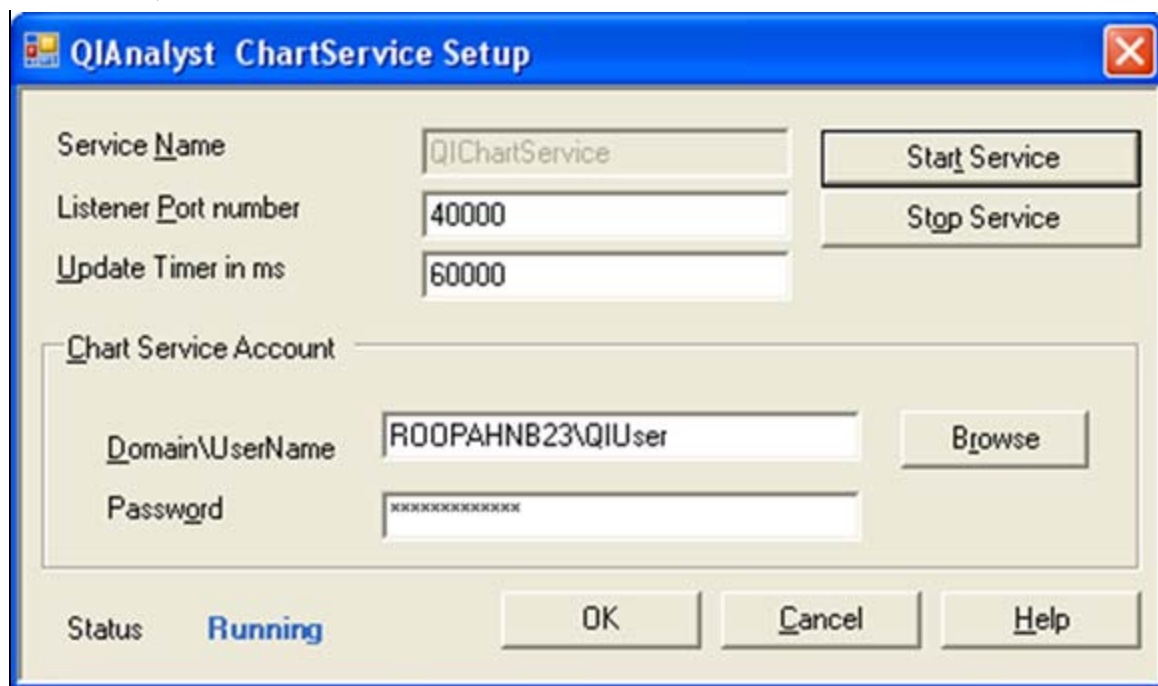 QIAnalyst ChartService Setup
Service Name QIChartService Start Service
Listener Port number 40000 Stop Service
Update Timer in ms 60000
Chart Service Account
Domain\UserName ROOPAHNB23\QIUser Browse
Password *************
Status Running OK Cancel Help